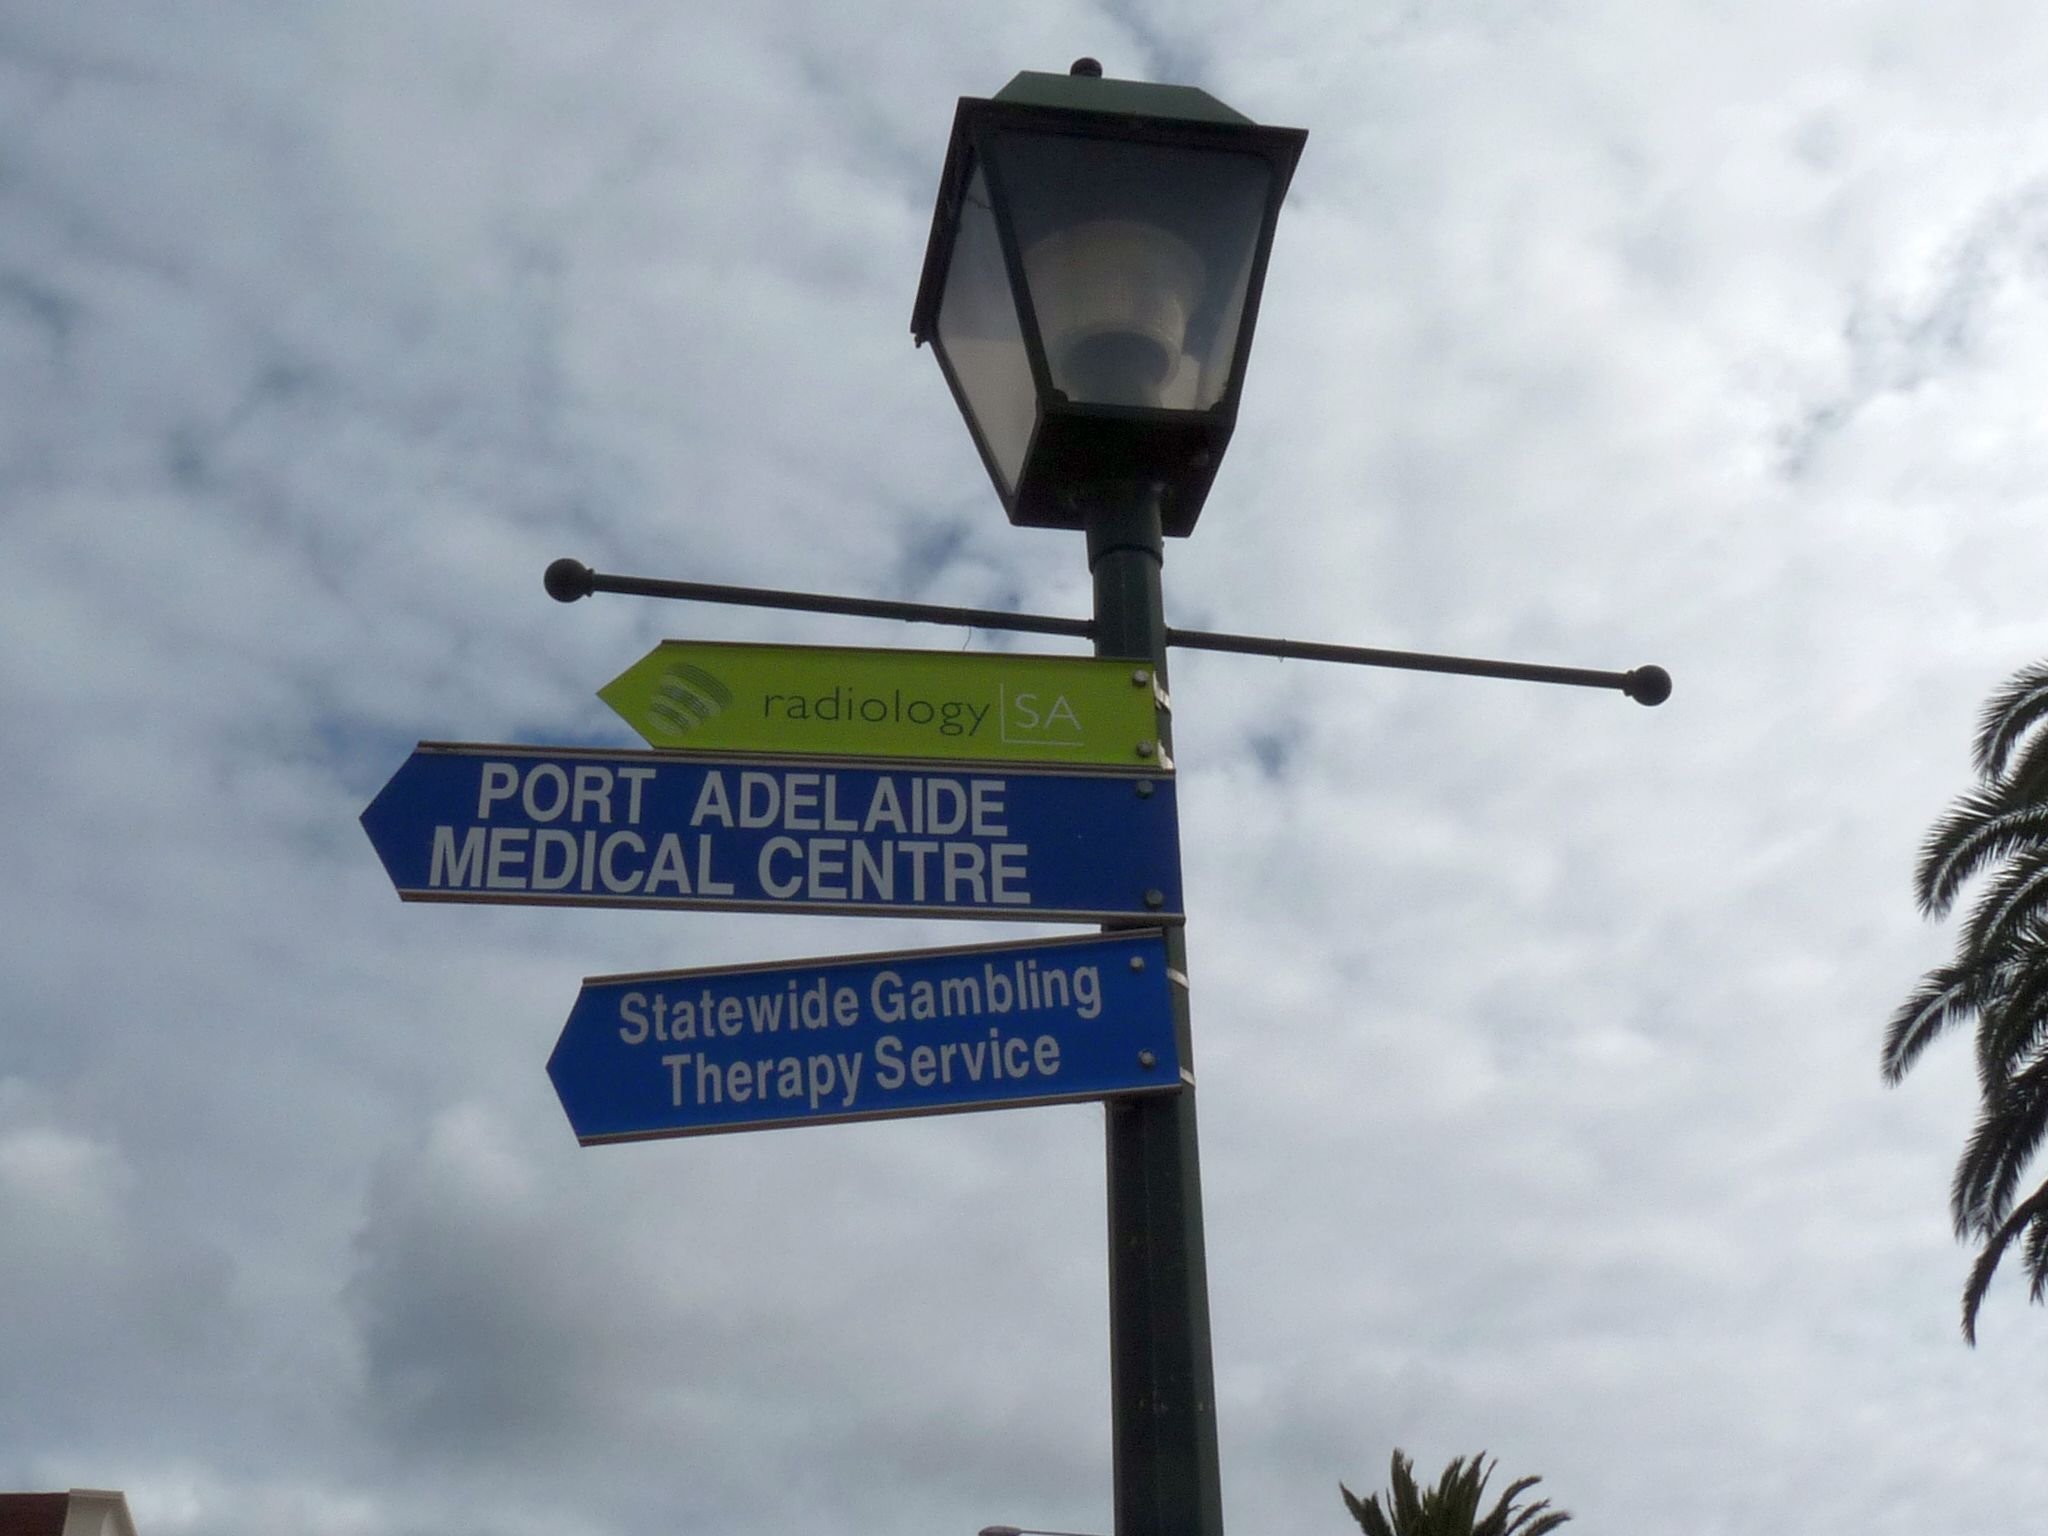 radiology SA
PORT ADELAIDE
MEDICAL CENTRE
Statewide Gambling
Therapy Service